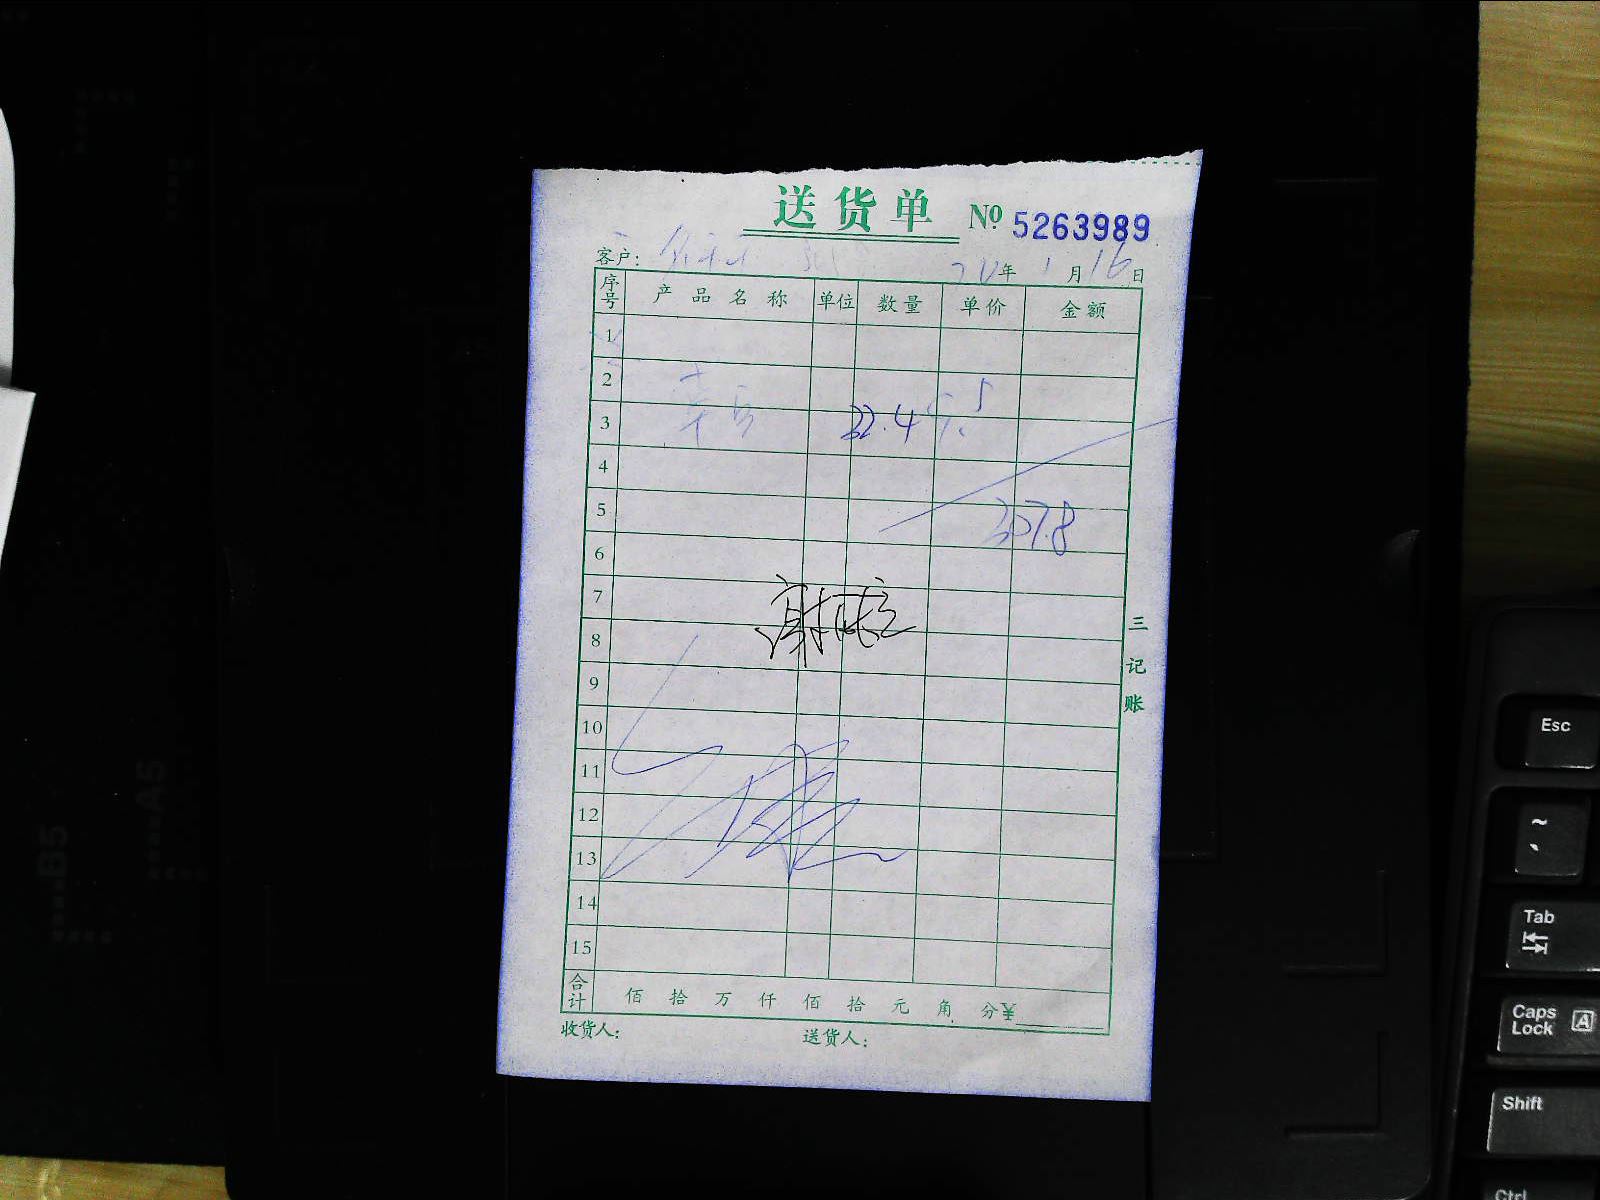 送货单 № 5263989
客户： 年 1 月 16 日
序号 产品名称 单位 数量 单价 金额
1
2
3 32.4
4
5 307.8
6
7
8
9
10
11
12
13
14
15
合计 佰 拾 万 仟 佰 拾 元 角 分¥
收货人： 送货人：
三记账
B5
A5
Esc
~
`
Tab
Caps Lock A
Shift
Ctrl